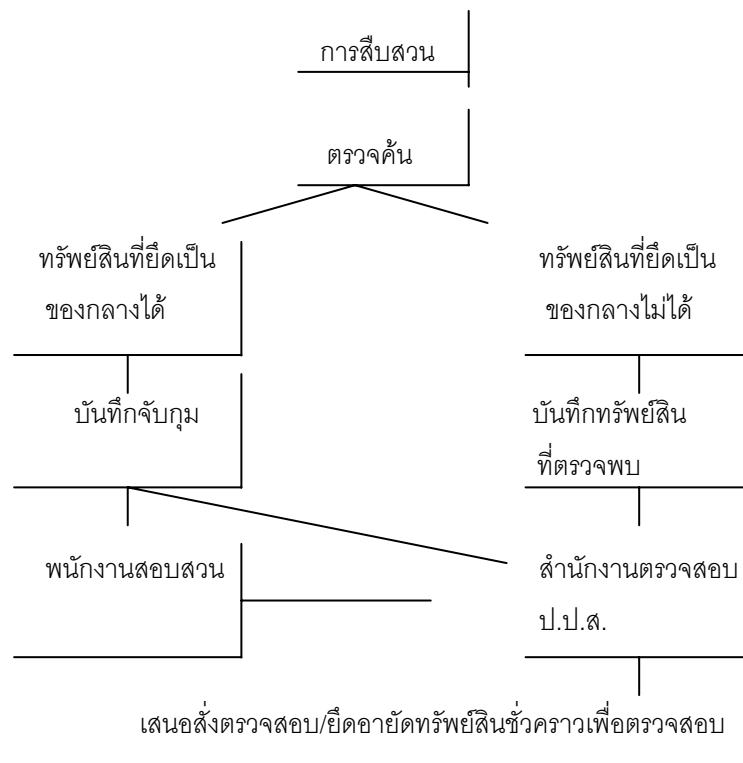 การสืบสวน
ตรวจค้น
ทรัพย์สินที่ยึดเป็น
ของกลางได้
ทรัพย์สินที่ยึดเป็น
ของกลางไม่ได้
บันทึกจับกุม
บันทึกทรัพย์สิน
ที่ตรวจพบ
พนักงานสอบสวน
สำนักงานตรวจสอบ
ป.ป.ส.
เสนอสั่งตรวจสอบ/ยึดอายัดทรัพย์สินชั่วคราวเพื่อตรวจสอบ